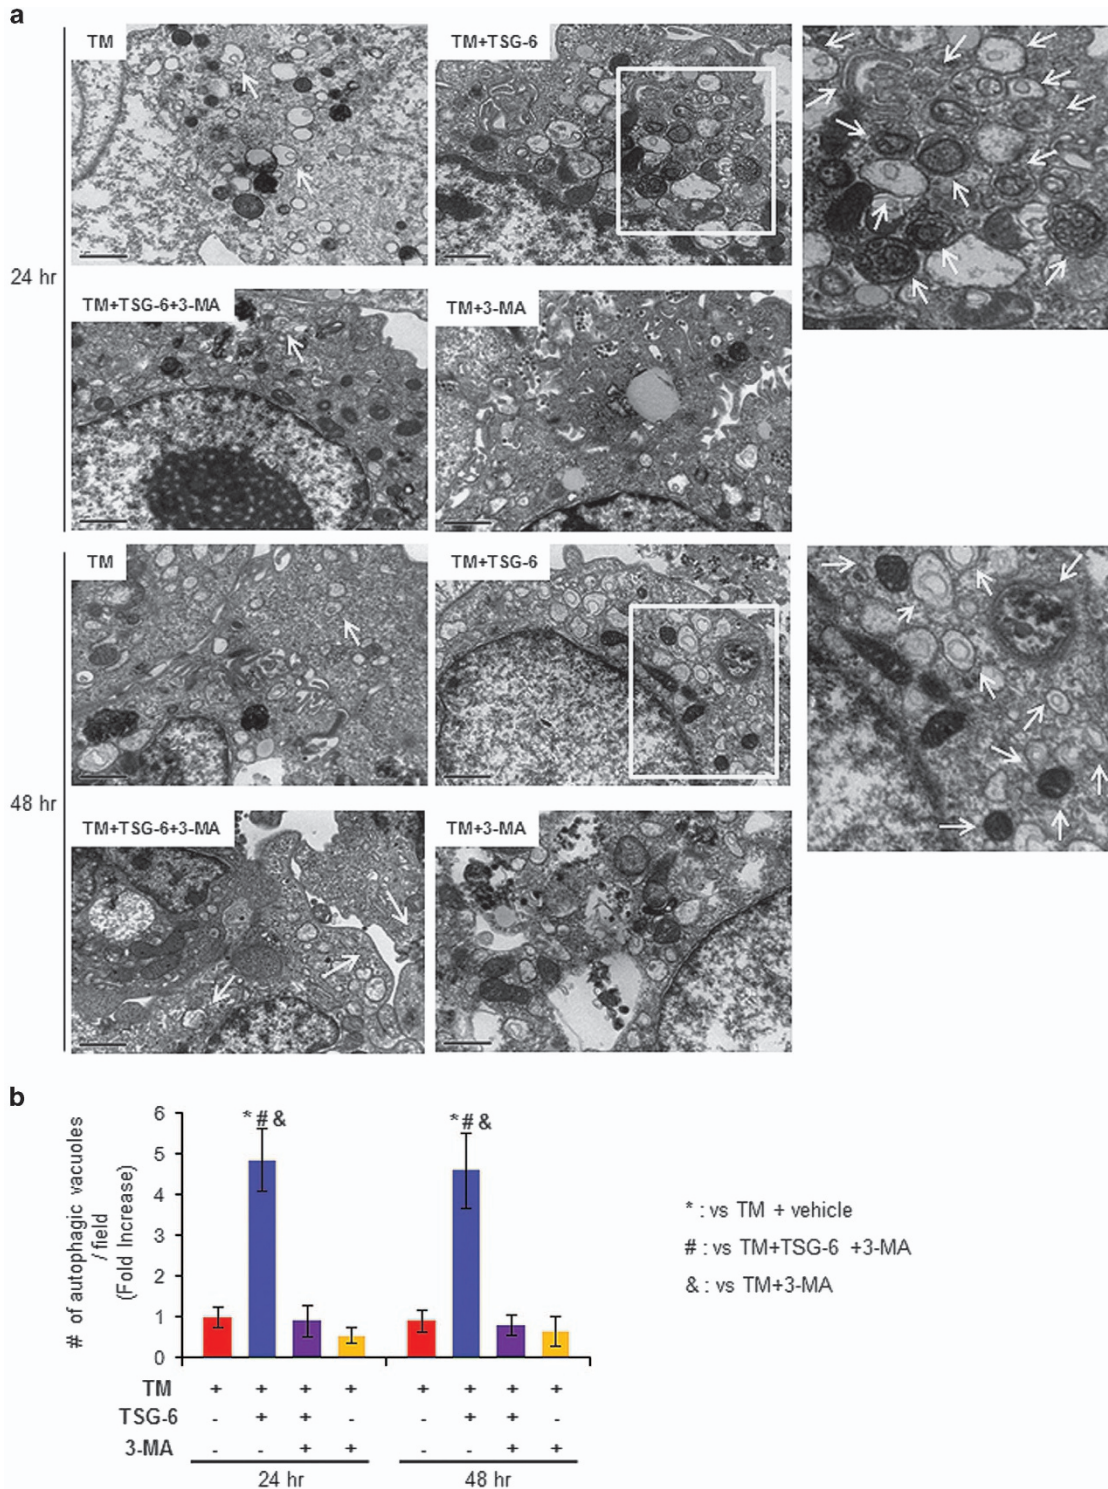 a
TM
TM+TSG-6
24 hr
TM+TSG-6+3-MA
TM+3-MA
TM
TM+TSG-6
48 hr
TM+TSG-6+3-MA
TM+3-MA
b
# of autophagic vacuoles
/ field
(Fold Increase)
6
5
4
3
2
1
0
*#&
*#&
* : vs TM + vehicle
# : vs TM+TSG-6 +3-MA
& : vs TM+3-MA
TM + + + + + + + +
TSG-6 - + + - - + + -
3-MA - - + + - - + +
24 hr 48 hr